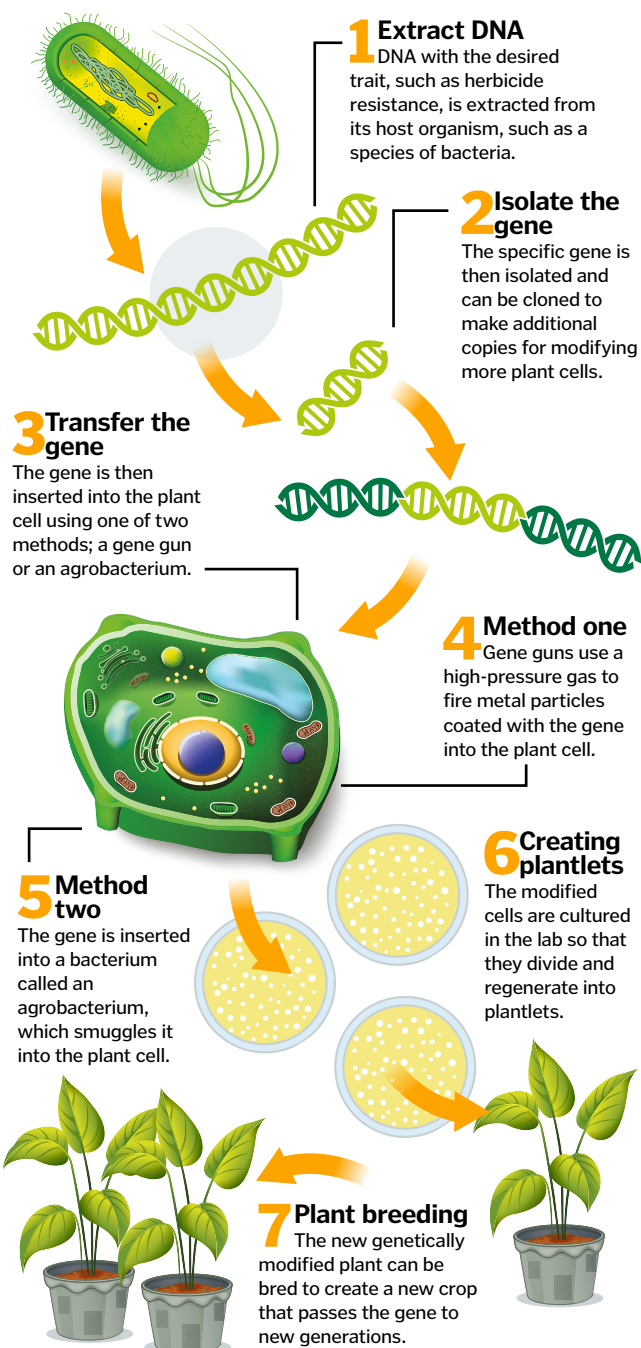 1 Extract DNA
DNA with the desired
trait, such as herbicide
resistance, is extracted from
its host organism, such as a
species of bacteria.
2 Isolate the
gene
The specific gene is
then isolated and
can be cloned to
make additional
copies for modifying
more plant cells.
3 Transfer the
gene
The gene is then
inserted into the plant
cell using one of two
methods; a gene gun
or an agrobacterium.
4 Method one
Gene guns use a
high-pressure gas to
fire metal particles
coated with the gene
into the plant cell.
5 Method
two
The gene is inserted
into a bacterium
called an
agrobacterium,
which smuggles it
into the plant cell.
6 Creating
plantlets
The modified
cells are cultured
in the lab so that
they divide and
regenerate into
plantlets.
7 Plant breeding
The new genetically
modified plant can be
bred to create a new crop
that passes the gene to
new generations.